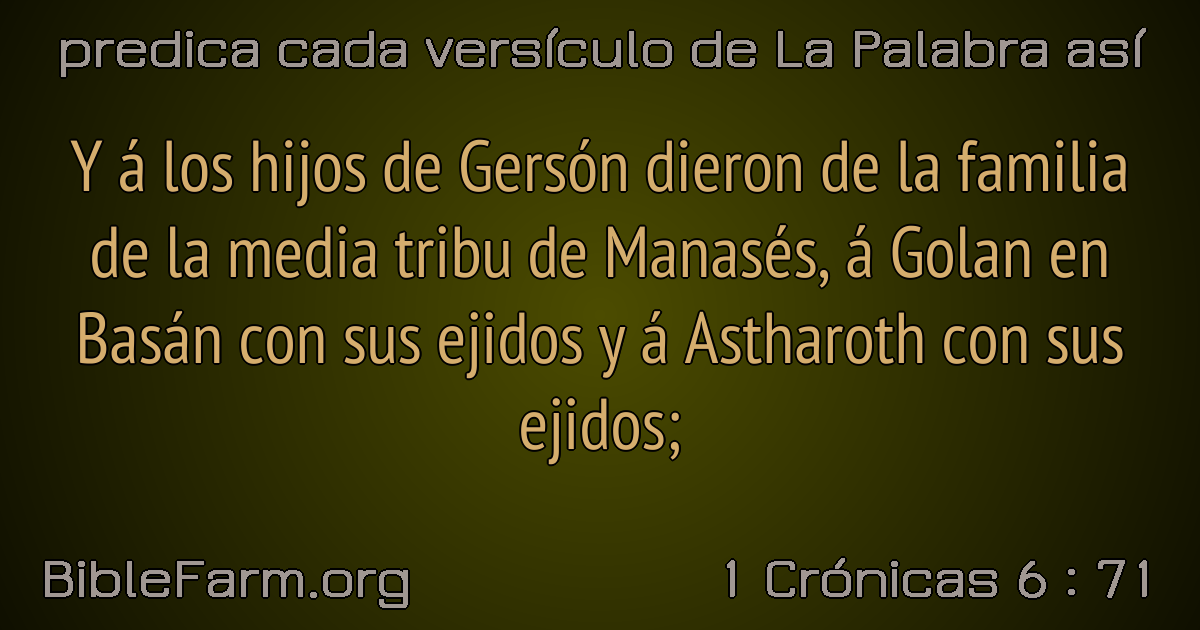 predica cada versículo de La Palabra así
Y á los hijos de Gersón dieron de la familia
de la media tribu de Manasés, á Golan en
Basán con sus ejidos y á Astharoth con sus
ejidos;
BibleFarm.org
1 Crónicas 6 : 71